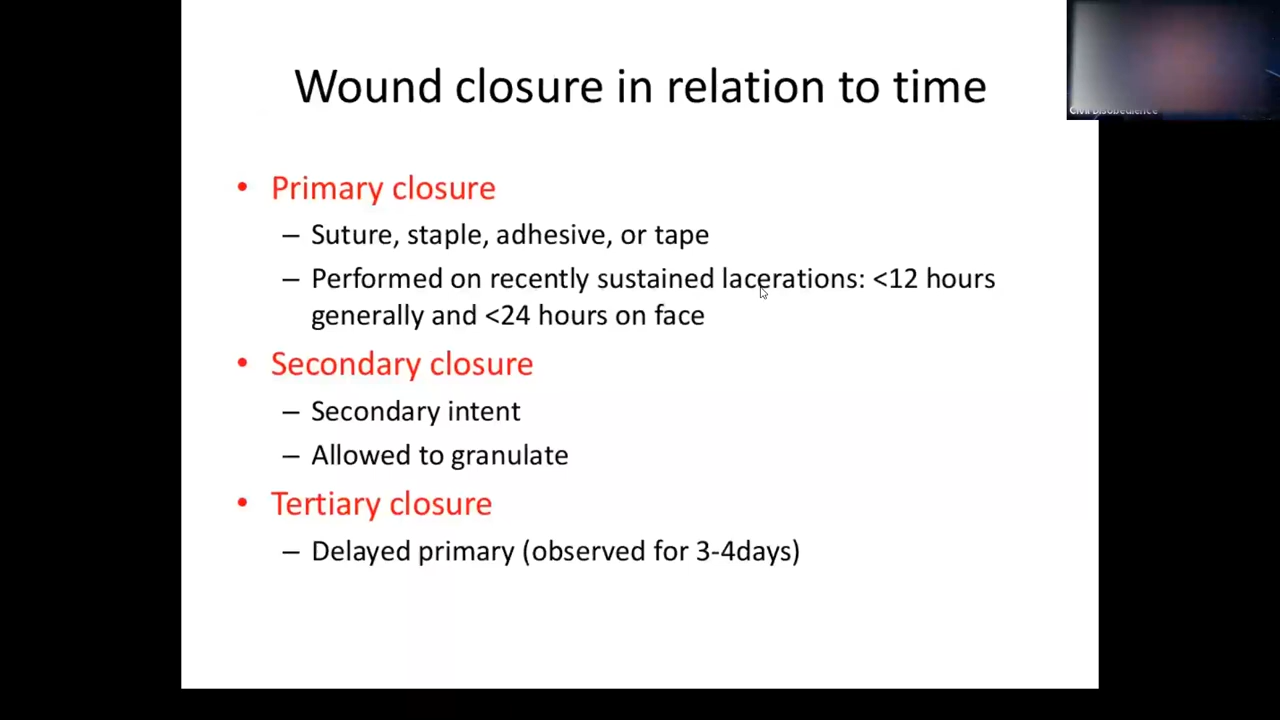 Wound closure in relation to time
Civil Disobedience
• Primary closure
– Suture, staple, adhesive, or tape
– Performed on recently sustained lacerations: <12 hours
generally and <24 hours on face
• Secondary closure
– Secondary intent
– Allowed to granulate
• Tertiary closure
– Delayed primary (observed for 3-4days)